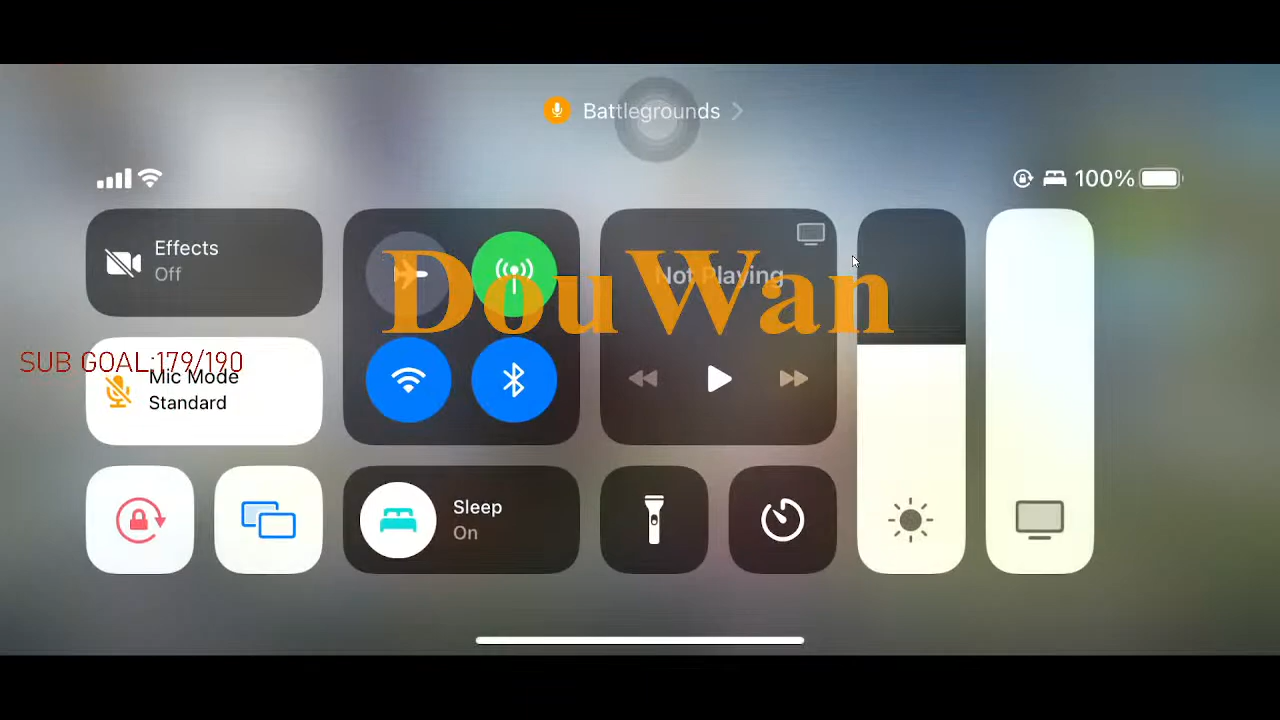 Battlegrounds
100%
Effects
Off
DouWan
Not Playing
SUB GOAL:179/190
Mic Mode
Standard
Sleep
On